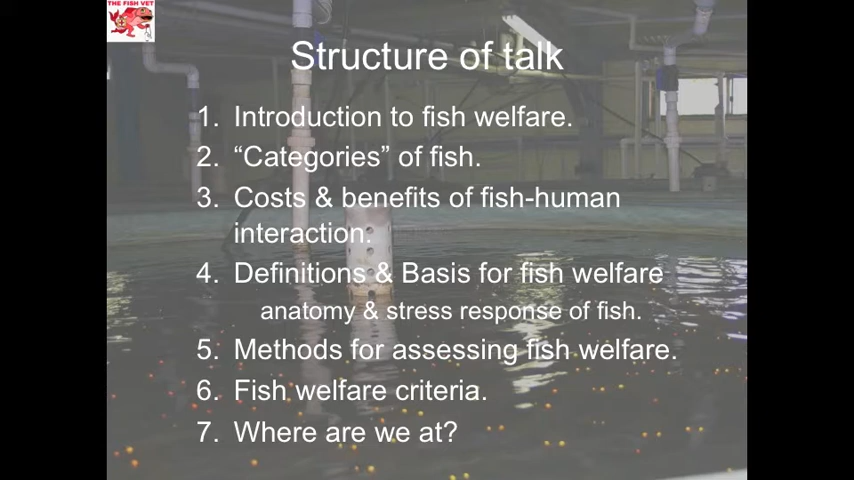 THE FISH VET
Structure of talk
1. Introduction to fish welfare.
2. “Categories” of fish.
3. Costs & benefits of fish-human
interaction.
4. Definitions & Basis for fish welfare
anatomy & stress response of fish.
5. Methods for assessing fish welfare.
6. Fish welfare criteria.
7. Where are we at?